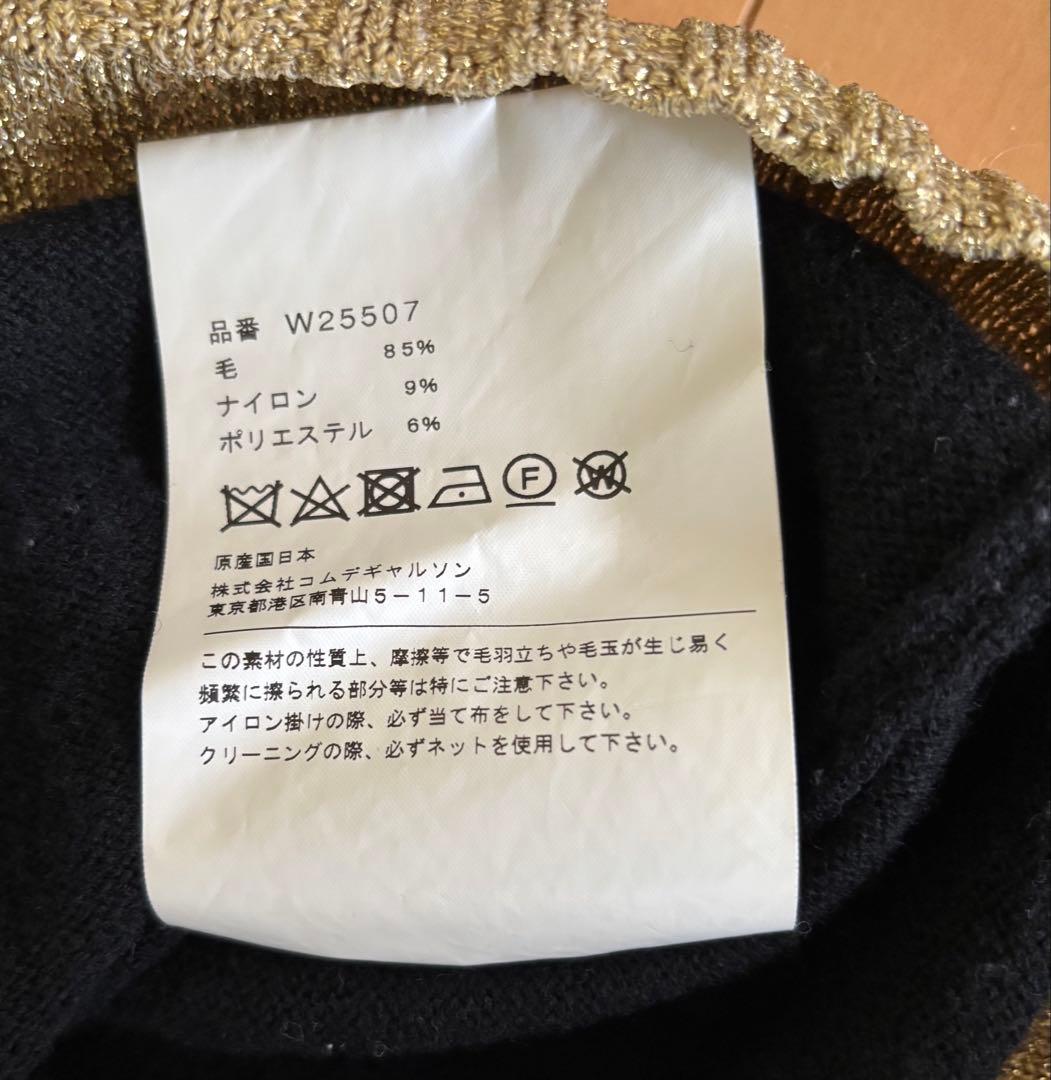 品番 W25507
毛 85%
ナイロン 9%
ポリエステル 6%
F W
原産国日本
株式会社コムデギャルソン
東京都港区南青山5-11-5
この素材の性質上、摩擦等で毛羽立ちや毛玉が生じ易く
頻繁に擦られる部分等は特にご注意下さい。
アイロン掛けの際、必ず当て布をして下さい。
クリーニングの際、必ずネットを使用して下さい。